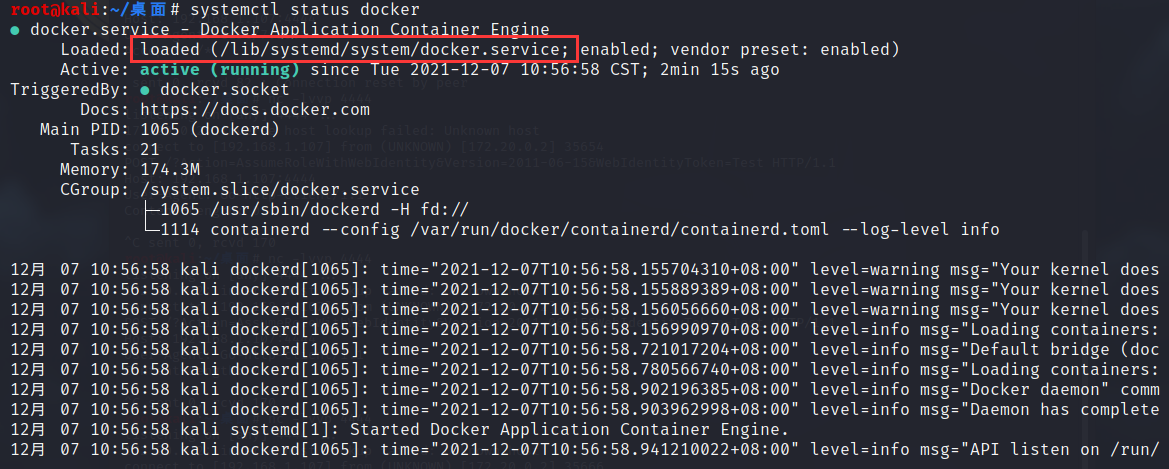 root@kali:~/桌面# systemctl status docker
● docker.service - Docker Application Container Engine
     Loaded: loaded (/lib/systemd/system/docker.service; enabled; vendor preset: enabled)
     Active: active (running) since Tue 2021-12-07 10:56:58 CST; 2min 15s ago
TriggeredBy: ● docker.socket
       Docs: https://docs.docker.com
   Main PID: 1065 (dockerd)
      Tasks: 21
     Memory: 174.3M
     CGroup: /system.slice/docker.service
             ├─1065 /usr/sbin/dockerd -H fd://
             └─1114 containerd --config /var/run/docker/containerd/containerd.toml --log-level info
12月 07 10:56:58 kali dockerd[1065]: time="2021-12-07T10:56:58.155704310+08:00" level=warning msg="Your kernel does
12月 07 10:56:58 kali dockerd[1065]: time="2021-12-07T10:56:58.155889389+08:00" level=warning msg="Your kernel does
12月 07 10:56:58 kali dockerd[1065]: time="2021-12-07T10:56:58.156056660+08:00" level=warning msg="Your kernel does
12月 07 10:56:58 kali dockerd[1065]: time="2021-12-07T10:56:58.156990970+08:00" level=info msg="Loading containers:
12月 07 10:56:58 kali dockerd[1065]: time="2021-12-07T10:56:58.721017204+08:00" level=info msg="Default bridge (doc
12月 07 10:56:58 kali dockerd[1065]: time="2021-12-07T10:56:58.780566740+08:00" level=info msg="Loading containers:
12月 07 10:56:58 kali dockerd[1065]: time="2021-12-07T10:56:58.902196385+08:00" level=info msg="Docker daemon" comm
12月 07 10:56:58 kali dockerd[1065]: time="2021-12-07T10:56:58.903962998+08:00" level=info msg="Daemon has complete
12月 07 10:56:58 kali systemd[1]: Started Docker Application Container Engine.
12月 07 10:56:58 kali dockerd[1065]: time="2021-12-07T10:56:58.941210022+08:00" level=info msg="API listen on /run/